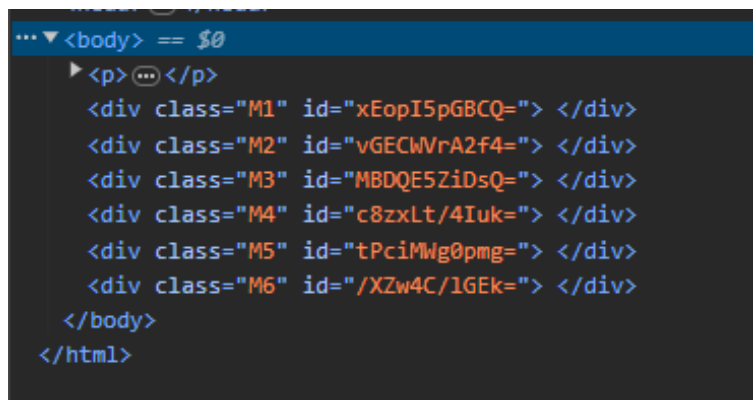 ••• ▼ <body> == $0
▶ <p> ••• </p>
<div class="M1" id="xEopI5pGBCQ="> </div>
<div class="M2" id="vGECWVrA2f4="> </div>
<div class="M3" id="MBDQE5ZiDsQ="> </div>
<div class="M4" id="c8zxLt/4Iuk="> </div>
<div class="M5" id="tPciMWg0pmg="> </div>
<div class="M6" id="/XZw4C/lGEk="> </div>
</body>
</html>